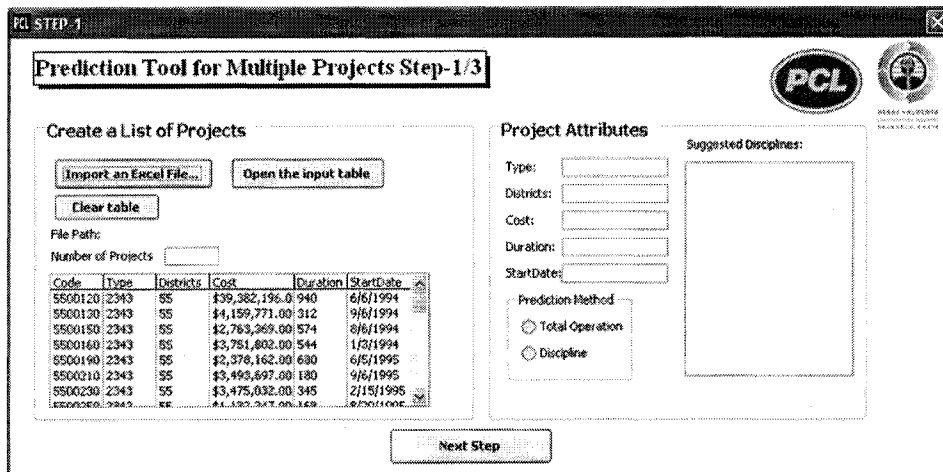 PCL STEP-1
Prediction Tool for Multiple Projects Step-1/3
PCL
Create a List of Projects
Import an Excel File...
Open the input table
Clear table
File Path:
Number of Projects
Code Type Districts Cost Duration StartDate
5500120 2343 55 $39,382,196.0 940 6/6/1994
5500130 2343 55 $4,159,771.00 312 9/6/1994
5500150 2343 55 $2,763,369.00 574 8/6/1994
5500160 2343 55 $3,751,802.00 544 1/3/1994
5500190 2343 55 $2,378,162.00 680 6/5/1995
5500210 2343 55 $3,493,697.00 180 9/6/1995
5500230 2343 55 $3,475,032.00 345 2/15/1995
Project Attributes
Suggested Disciplines:
Type:
Districts:
Cost:
Duration:
StartDate:
Prediction Method
Total Operation
Discipline
Next Step